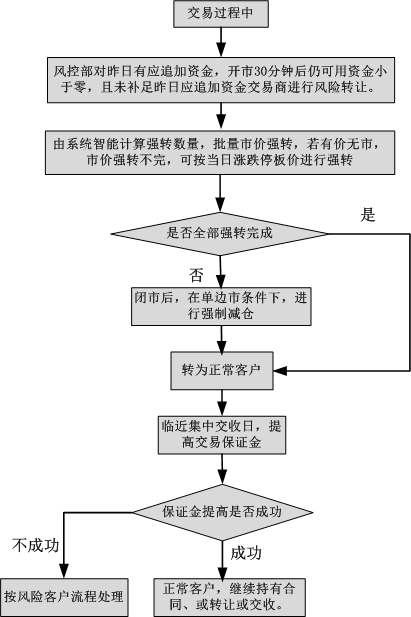 交易过程中
风控部对昨日有应追加资金，开市30分钟后仍可用资金小
于零，且未补足昨日应追加资金交易商进行风险转让。
由系统智能计算强转数量，批量市价强转，若有价无市，
市价强转不完，可按当日涨跌停板价进行强转
是否全部强转完成
是
否
闭市后，在单边市条件下，进
行强制减仓
转为正常客户
临近集中交收日，提
高交易保证金
保证金提高是否成功
不成功
成功
按风险客户流程处理
正常客户，继续持有合
同、或转让或交收。